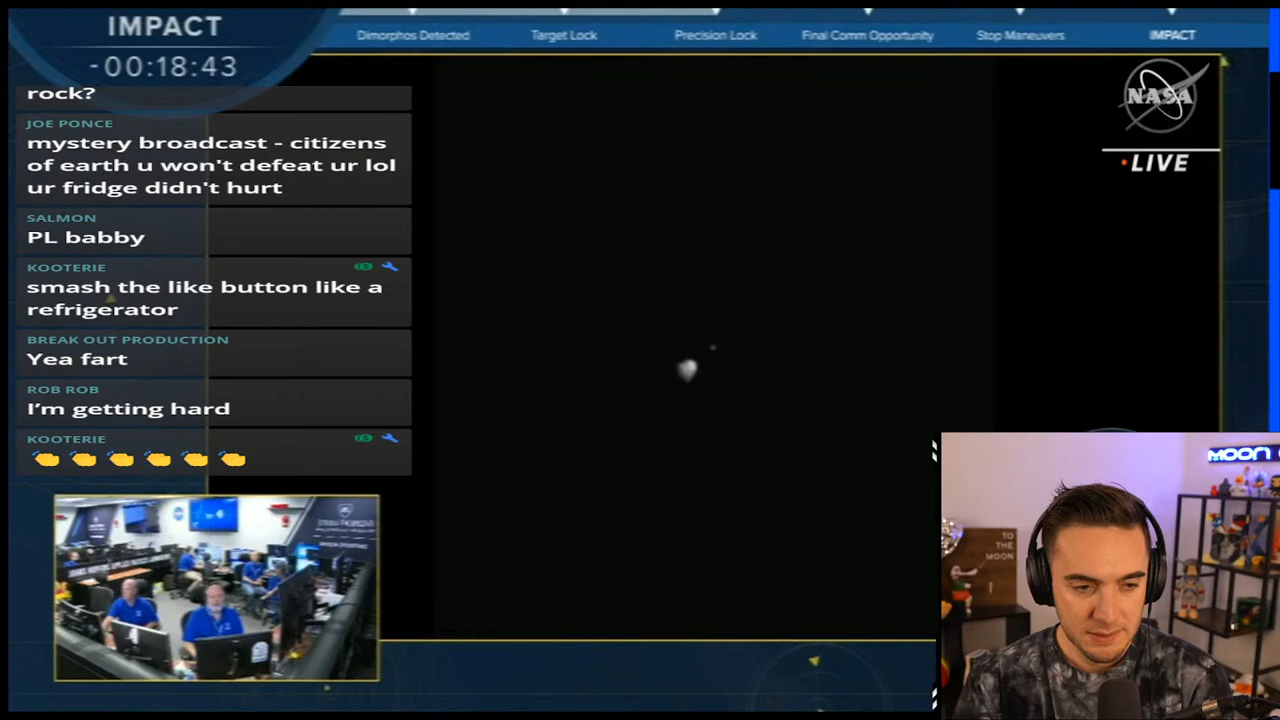 IMPACT
-00:18:43
Dimorphos Detected
Target Lock
Precision Lock
Final Comm Opportunity
Stop Maneuvers
IMPACT
NASA
LIVE
rock?
JOE PONCE
mystery broadcast - citizens
of earth u won't defeat ur lol
ur fridge didn't hurt
SALMON
PL babby
KOOTERIE
smash the like button like a
refrigerator
BREAK OUT PRODUCTION
Yea fart
ROB ROB
I'm getting hard
KOOTERIE
👏👏👏👏👏👏
MOON
TO
THE
MOON